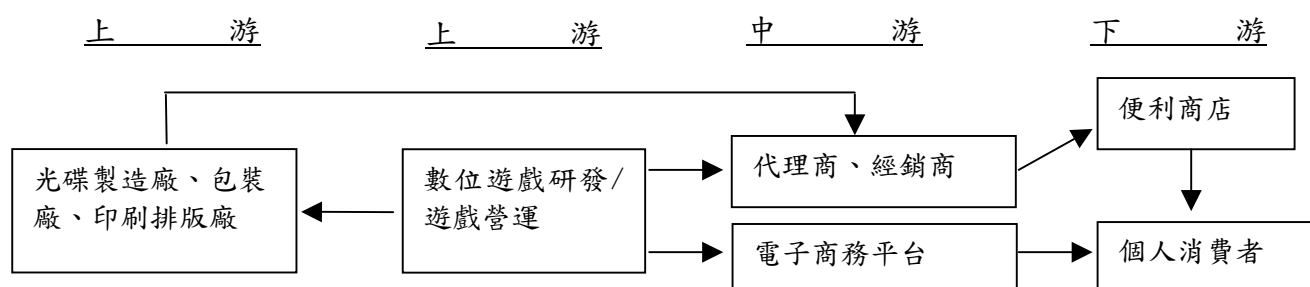 上 游
上 游
中 游
下 游
便利商店
光碟製造廠、包裝
廠、印刷排版廠
數位遊戲研發/
遊戲營運
代理商、經銷商
電子商務平台
個人消費者